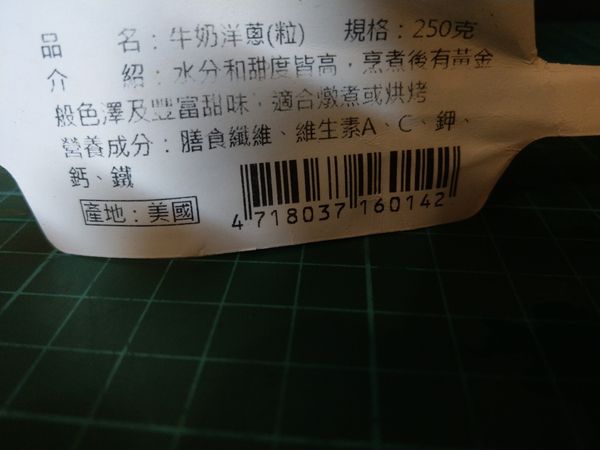 品　　名：牛奶洋蔥(粒)　　規格：250克
介　　紹：水分和甜度皆高，烹煮後有黃金
般色澤及豐富甜味，適合燉煮或烘烤
營養成分：膳食纖維、維生素A、C、鉀、
鈣、鐵
產地：美國
4 718037 160142